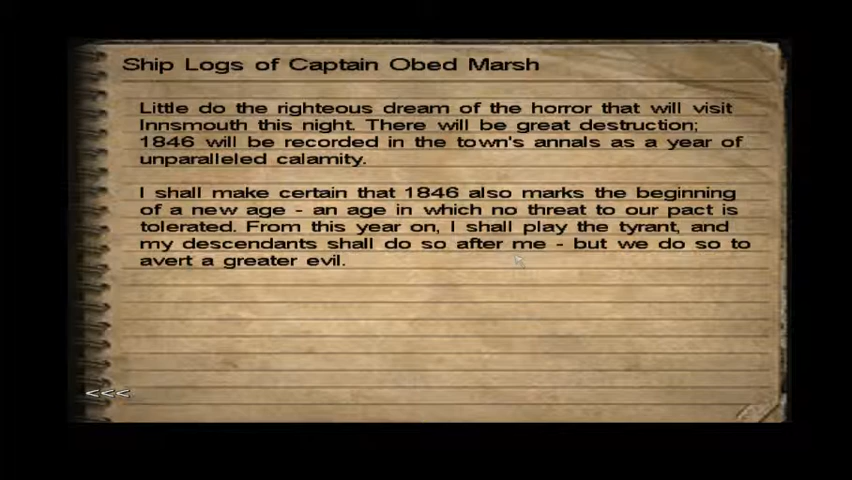 Ship Logs of Captain Obed Marsh
Little do the righteous dream of the horror that will visit
Innsmouth this night. There will be great destruction;
1846 will be recorded in the town's annals as a year of
unparalleled calamity.
I shall make certain that 1846 also marks the beginning
of a new age - an age in which no threat to our pact is
tolerated. From this year on, I shall play the tyrant, and
my descendants shall do so after me - but we do so to
avert a greater evil.
<<<